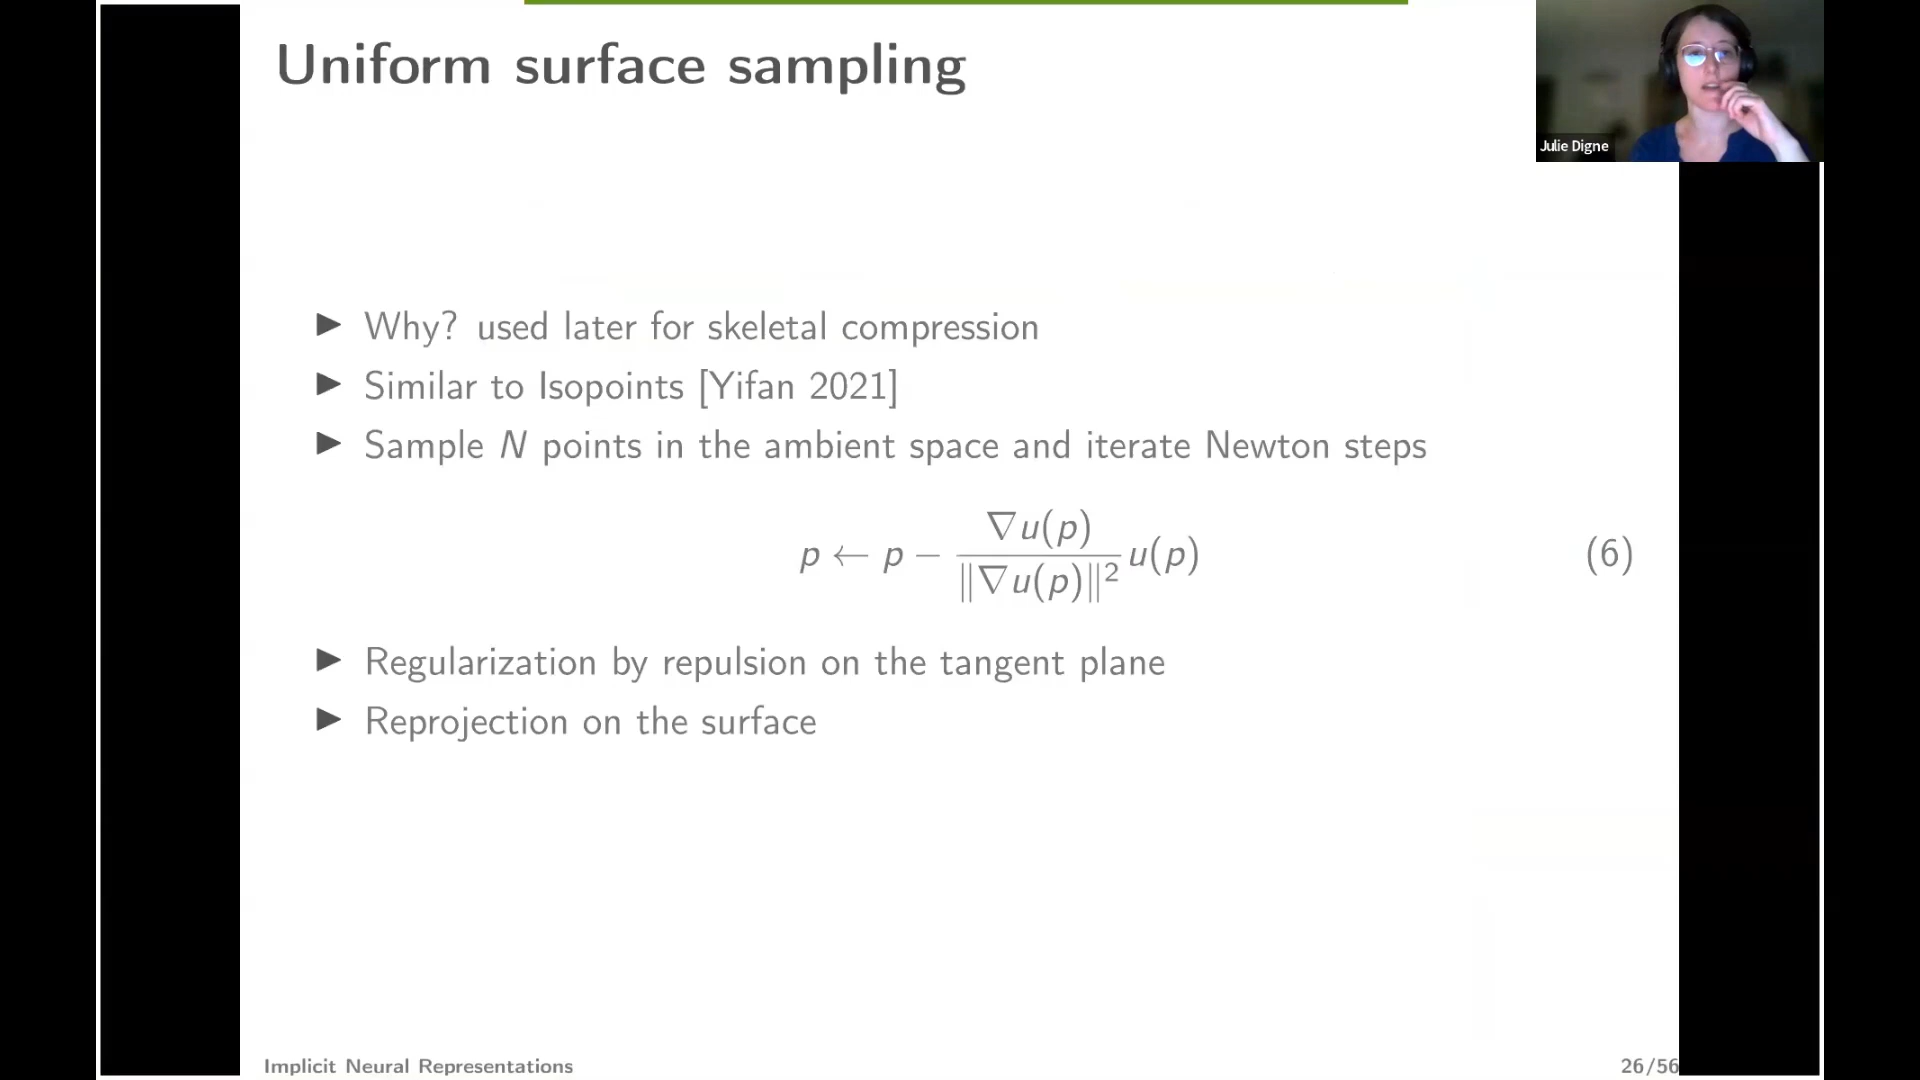 Uniform surface sampling
Julie Digne
▶ Why? used later for skeletal compression
▶ Similar to Isopoints [Yifan 2021]
▶ Sample N points in the ambient space and iterate Newton steps
p ← p − ∇u(p) / ‖∇u(p)‖² u(p) (6)
▶ Regularization by repulsion on the tangent plane
▶ Reprojection on the surface
Implicit Neural Representations 26/56